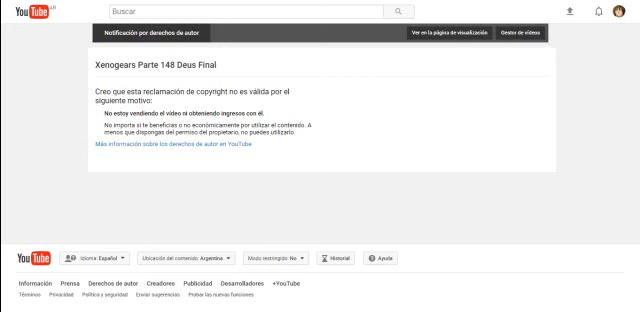 YouTube AR
Buscar
Notificación por derechos de autor
Ver en la página de visualización
Gestor de vídeos
Xenogears Parte 148 Deus Final
Creo que esta reclamación de copyright no es válida por el
siguiente motivo:
No estoy vendiendo el vídeo ni obteniendo ingresos con él.
No importa si te beneficias o no económicamente por utilizar el contenido. A
menos que dispongas del permiso del propietario, no puedes utilizarlo.
Más información sobre los derechos de autor en YouTube
YouTube
Idioma: Español
Ubicación del contenido: Argentina
Modo restringido: No
Historial
Ayuda
Información Prensa Derechos de autor Creadores Publicidad Desarrolladores +YouTube
Términos Privacidad Política y seguridad Enviar sugerencias Probar las nuevas funciones